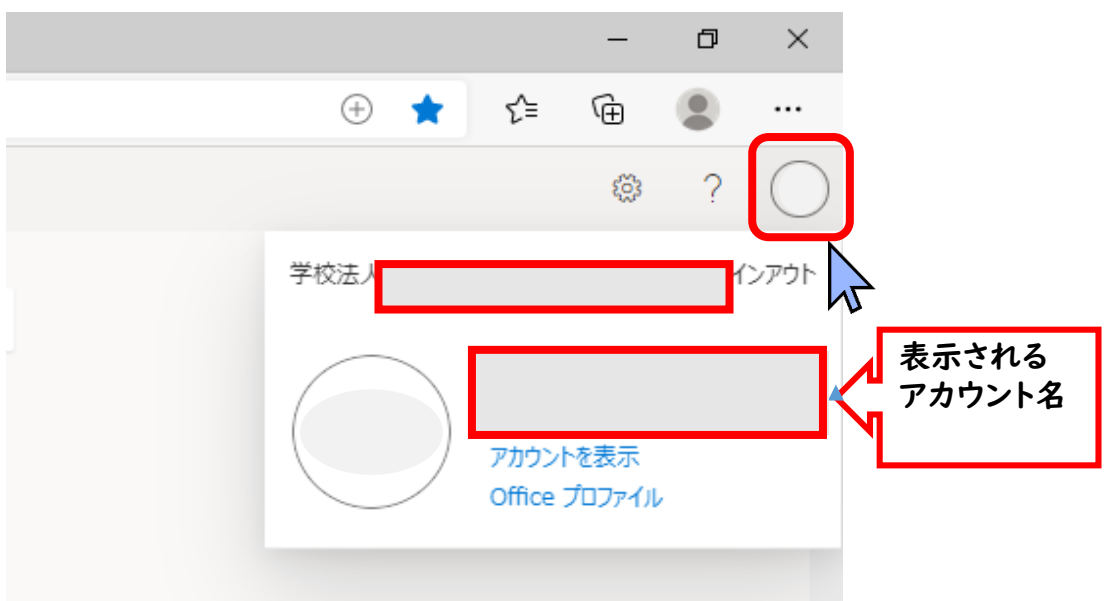 ?
学校法人
インアウト
表示される
アカウント名
アカウントを表示
Office プロファイル